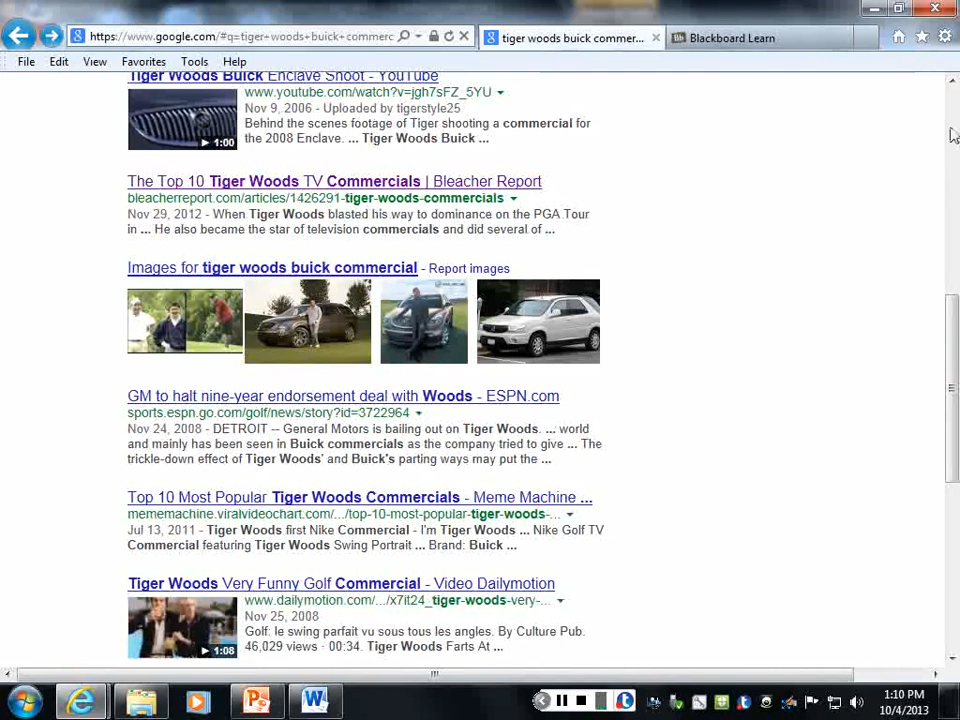 https://www.google.com/#q=tiger+woods+buick+commerc
tiger woods buick commer...
Blackboard Learn
File Edit View Favorites Tools Help
Tiger Woods Buick Enclave Shoot - YouTube
www.youtube.com/watch?v=jgh7sFZ_5YU
Nov 9, 2006 - Uploaded by tigerstyle25
Behind the scenes footage of Tiger shooting a commercial for
the 2008 Enclave. ... Tiger Woods Buick ...
1:00
The Top 10 Tiger Woods TV Commercials | Bleacher Report
bleacherreport.com/articles/1426291-tiger-woods-commercials
Nov 29, 2012 - When Tiger Woods blasted his way to dominance on the PGA Tour
in ... He also became the star of television commercials and did several of ...
Images for tiger woods buick commercial - Report images
GM to halt nine-year endorsement deal with Woods - ESPN.com
sports.espn.go.com/golf/news/story?id=3722964
Nov 24, 2008 - DETROIT -- General Motors is bailing out on Tiger Woods. ... world
and mainly has been seen in Buick commercials as the company tried to give ... The
trickle-down effect of Tiger Woods' and Buick's parting ways may put the ...
Top 10 Most Popular Tiger Woods Commercials - Meme Machine ...
mememachine.viralvideochart.com/.../top-10-most-popular-tiger-woods-...
Jul 13, 2011 - Tiger Woods first Nike Commercial - I'm Tiger Woods ... Nike Golf TV
Commercial featuring Tiger Woods Swing Portrait ... Brand: Buick ...
Tiger Woods Very Funny Golf Commercial - Video Dailymotion
www.dailymotion.com/.../x7it24_tiger-woods-very-...
Nov 25, 2008
Golf: le swing parfait vu sous tous les angles. By Culture Pub.
46,029 views · 00:34. Tiger Woods Farts At ...
1:08
1:10 PM
10/4/2013